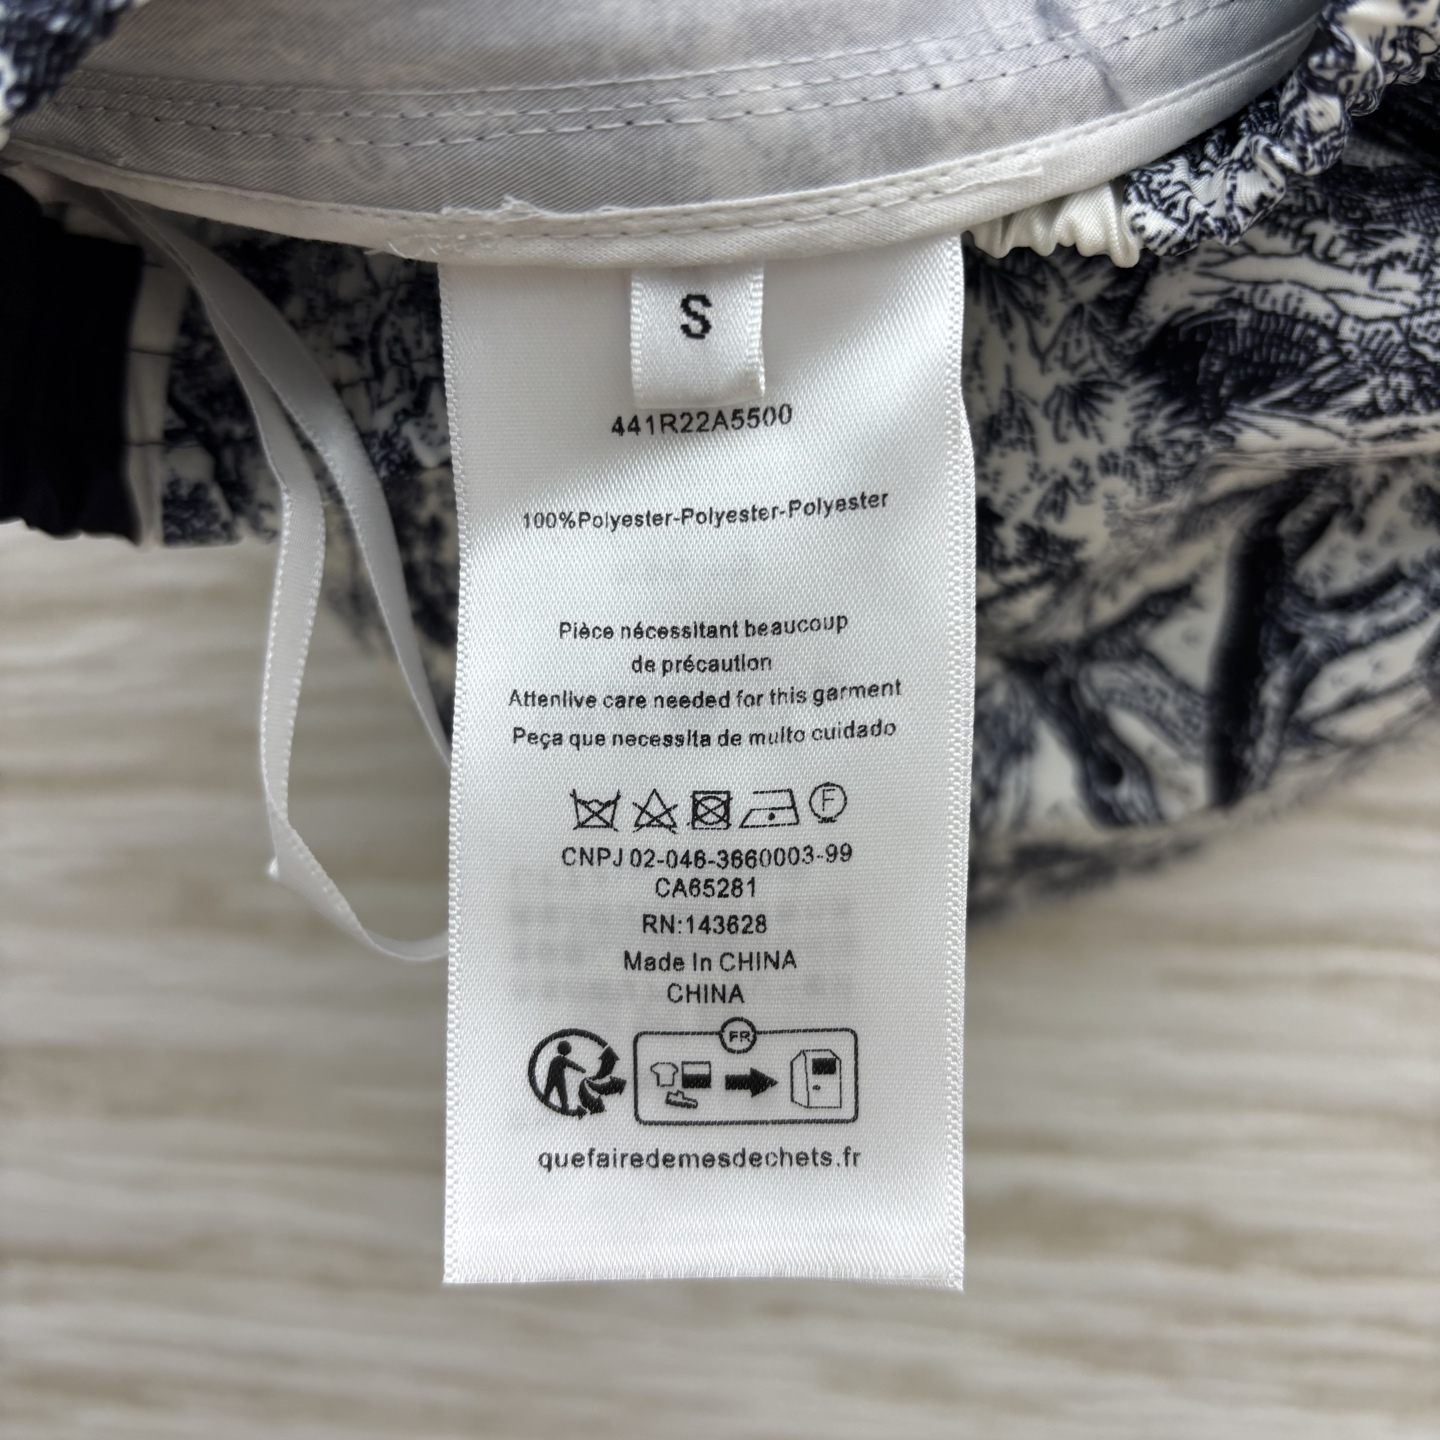 S
441R22A5500
100%Polyester-Polyester-Polyester
Pièce nécessitant beaucoup
de précaution
Attenlive care needed for this garment
Peça que necessita de muito cuidado
F
CNPJ 02-046-3660003-99
CA65281
RN:143628
Made In CHINA
CHINA
FR
quefairedemesdechets.fr